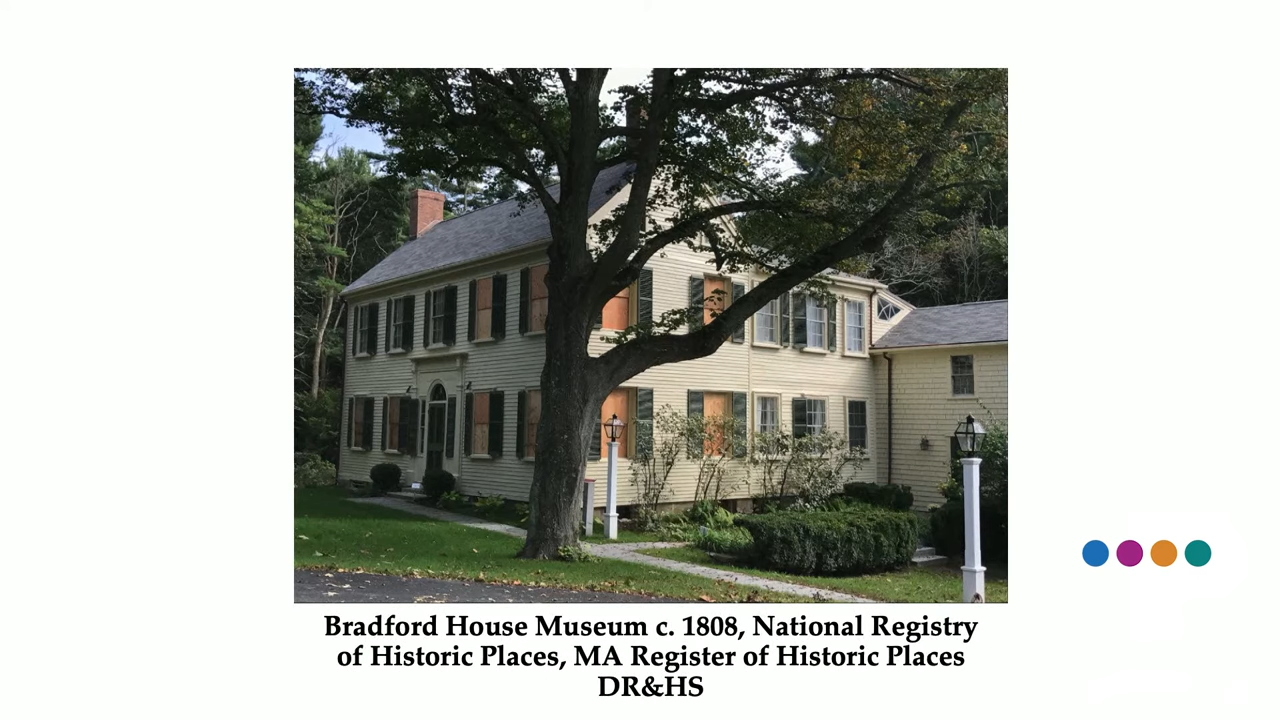 Bradford House Museum c. 1808, National Registry
of Historic Places, MA Register of Historic Places
DR&HS